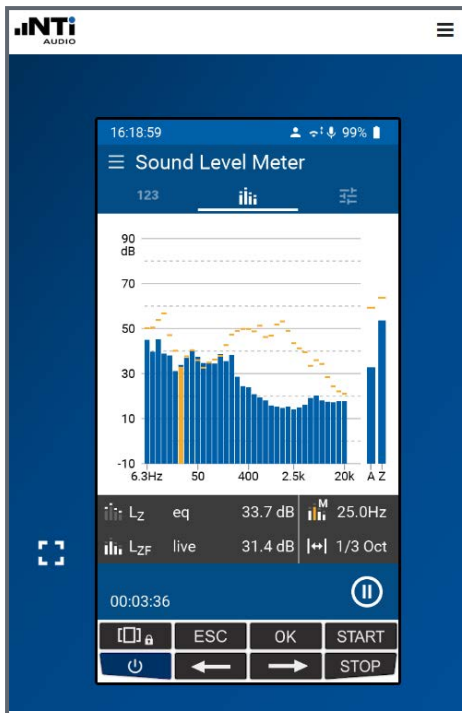 NTi
AUDIO
16:18:59 99%
Sound Level Meter
123
90
dB
70
50
30
10
-10
6.3Hz 50 400 2.5k 20k A Z
LZ eq 33.7 dB M 25.0Hz
LZF live 31.4 dB 1/3 Oct
00:03:36
ESC OK START
STOP